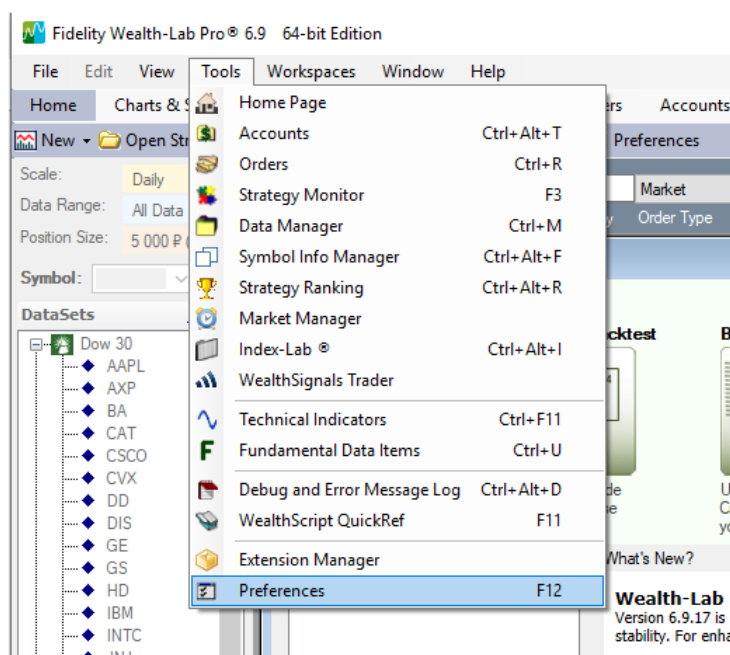 Fidelity Wealth-Lab Pro® 6.9 64-bit Edition
File Edit View Tools Workspaces Window Help
Home Charts & Accounts
New Open Preferences
Scale: Daily
Data Range: All Data
Position Size: 5 000 ₽
Symbol:
DataSets
Dow 30
AAPL
AXP
BA
CAT
CSCO
CVX
DD
DIS
GE
GS
HD
IBM
INTC
Home Page
Accounts Ctrl+Alt+T
Orders Ctrl+R
Strategy Monitor F3
Data Manager Ctrl+M
Symbol Info Manager Ctrl+Alt+F
Strategy Ranking Ctrl+Alt+R
Market Manager
Index-Lab ® Ctrl+Alt+I
WealthSignals Trader
Technical Indicators Ctrl+F11
Fundamental Data Items Ctrl+U
Debug and Error Message Log Ctrl+Alt+D
WealthScript QuickRef F11
Extension Manager
Preferences F12
Market
Order Type
What's New?
Wealth-Lab
Version 6.9.17 is
stability. For enha